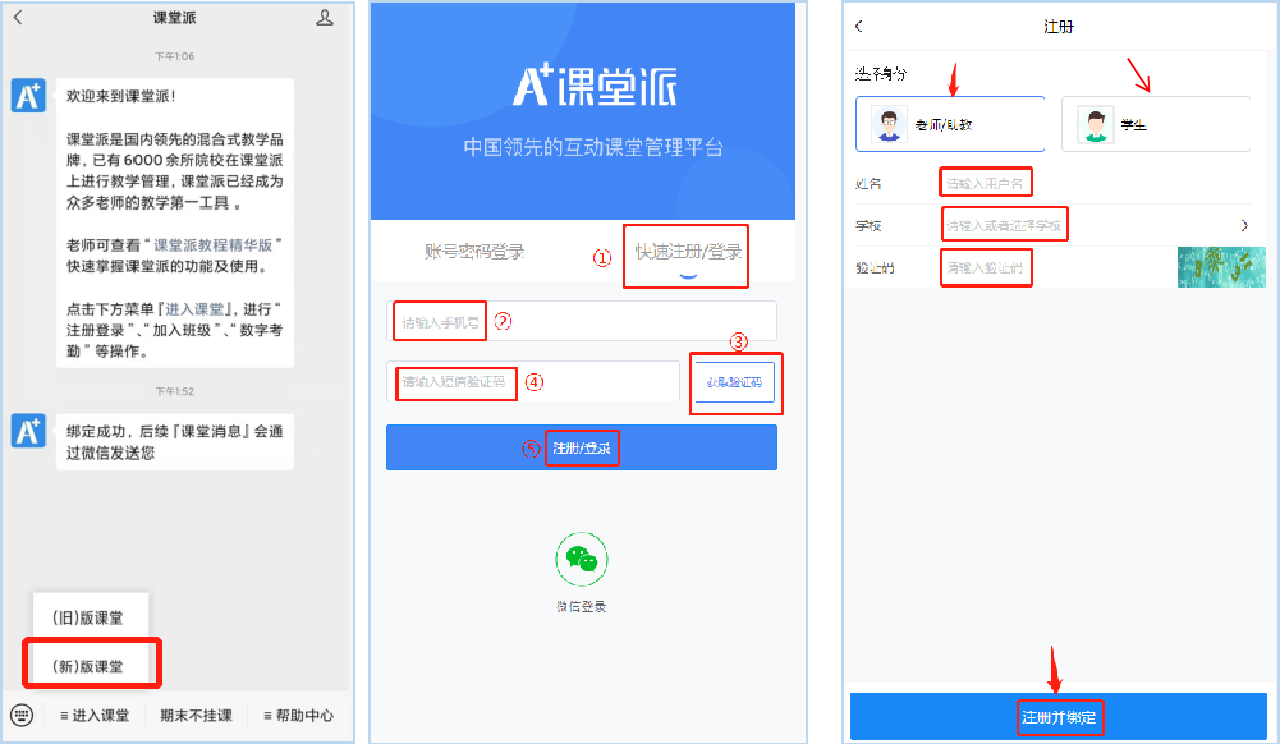 课堂派
下午1:06
欢迎来到课堂派!
课堂派是国内领先的混合式教学品
牌, 已有6000余所院校在课堂派
上进行教学管理, 课堂派已经成为
众多老师的教学第一工具 。
老师可查看“课堂派教程精华版”
快速掌握课堂派的功能及使用。
点击下方菜单『进入课堂』, 进行“
注册登录”、“加入班级”、“数字考
勤”等操作。
下午1:52
绑定成功, 后续『课堂消息』会通
过微信发送您
(旧)版课堂
(新)版课堂
≡ 进入课堂
期末不挂课
≡ 帮助中心
A+课堂派
中国领先的互动课堂管理平台
账号密码登录
① 快速注册/登录
请输入手机号 ②
③
请输入短信验证码 ④
获取验证码
⑤ 注册/登录
微信登录
注册
选择身份
老师/助教
学生
姓名 请输入用户名
学校 请输入或者选择学校
验证码 请输入验证码
注册并绑定